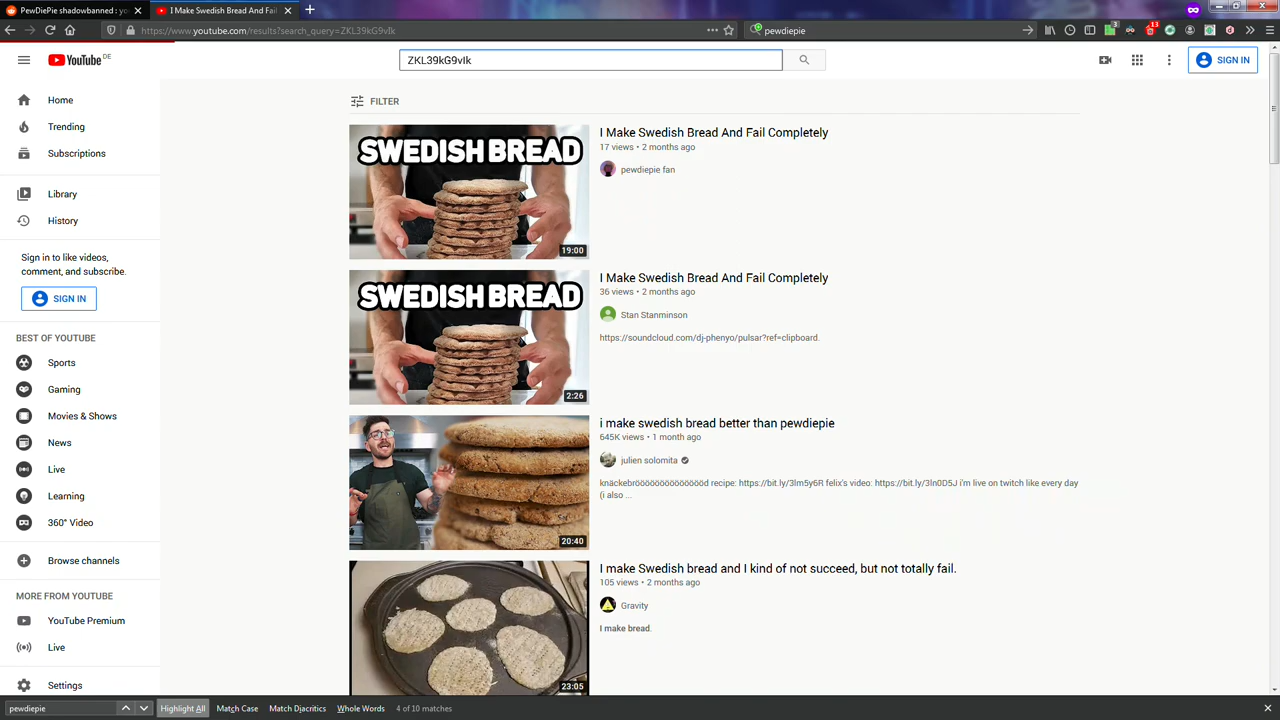 PewDiePie shadowbanned : yo
I Make Swedish Bread And Fail
https://www.youtube.com/results?search_query=ZKL39kG9vIk
pewdiepie
3
13
YouTube DE
ZKL39kG9vIk
SIGN IN
Home
Trending
Subscriptions
Library
History
Sign in to like videos,
comment, and subscribe.
SIGN IN
BEST OF YOUTUBE
Sports
Gaming
Movies & Shows
News
Live
Learning
360° Video
Browse channels
MORE FROM YOUTUBE
YouTube Premium
Live
Settings
FILTER
SWEDISH BREAD
19:00
I Make Swedish Bread And Fail Completely
17 views • 2 months ago
pewdiepie fan
SWEDISH BREAD
2:26
I Make Swedish Bread And Fail Completely
36 views • 2 months ago
Stan Stanminson
https://soundcloud.com/dj-phenyo/pulsar?ref=clipboard.
20:40
i make swedish bread better than pewdiepie
645K views • 1 month ago
julien solomita
knäckebröööööööööööööööd recipe: https://bit.ly/3lm5y6R felix's video: https://bit.ly/3ln0D5J i'm live on twitch like every day
(i also ...
23:05
I make Swedish bread and I kind of not succeed, but not totally fail.
105 views • 2 months ago
Gravity
I make bread.
pewdiepie
Highlight All
Match Case
Match Diacritics
Whole Words
4 of 10 matches